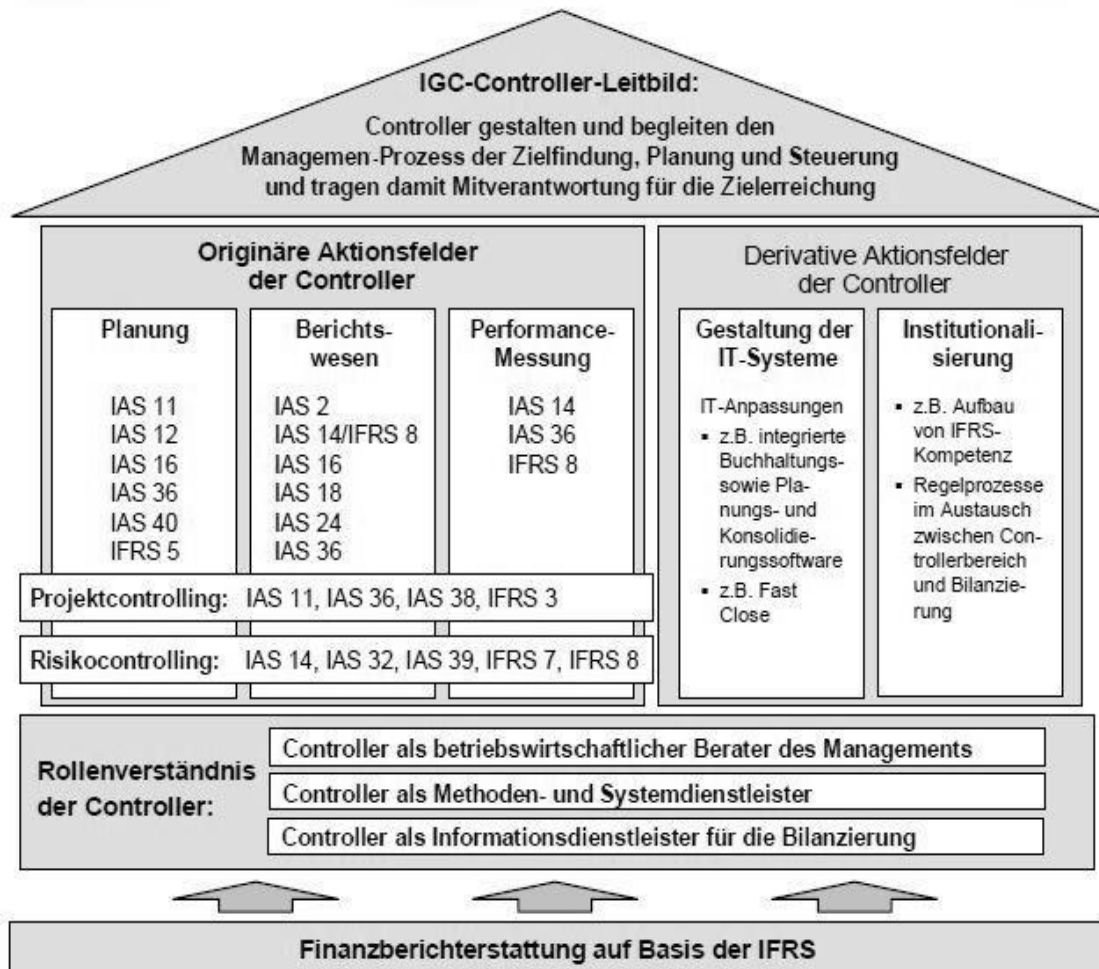 IGC-Controller-Leitbild:
Controller gestalten und begleiten den
Managemen-Prozess der Zielfindung, Planung und Steuerung
und tragen damit Mitverantwortung für die Zielerreichung
Originäre Aktionsfelder
der Controller
Planung
IAS 11
IAS 12
IAS 16
IAS 36
IAS 40
IFRS 5
Berichts-
wesen
IAS 2
IAS 14/IFRS 8
IAS 16
IAS 18
IAS 24
IAS 36
Performance-
Messung
IAS 14
IAS 36
IFRS 8
Projektcontrolling: IAS 11, IAS 36, IAS 38, IFRS 3
Risikocontrolling: IAS 14, IAS 32, IAS 39, IFRS 7, IFRS 8
Derivative Aktionsfelder
der Controller
Gestaltung der
IT-Systeme
IT-Anpassungen
▪ z.B. integrierte
Buchhaltungs-
sowie Pla-
nungs- und
Konsolidie-
rungssoftware
▪ z.B. Fast
Close
Institutionali-
sierung
▪ z.B. Aufbau
von IFRS-
Kompetenz
▪ Regelprozesse
im Austausch
zwischen Con-
trollerbereich
und Bilanzie-
rung
Rollenverständnis
der Controller:
Controller als betriebswirtschaftlicher Berater des Managements
Controller als Methoden- und Systemdienstleister
Controller als Informationsdienstleister für die Bilanzierung
Finanzberichterstattung auf Basis der IFRS